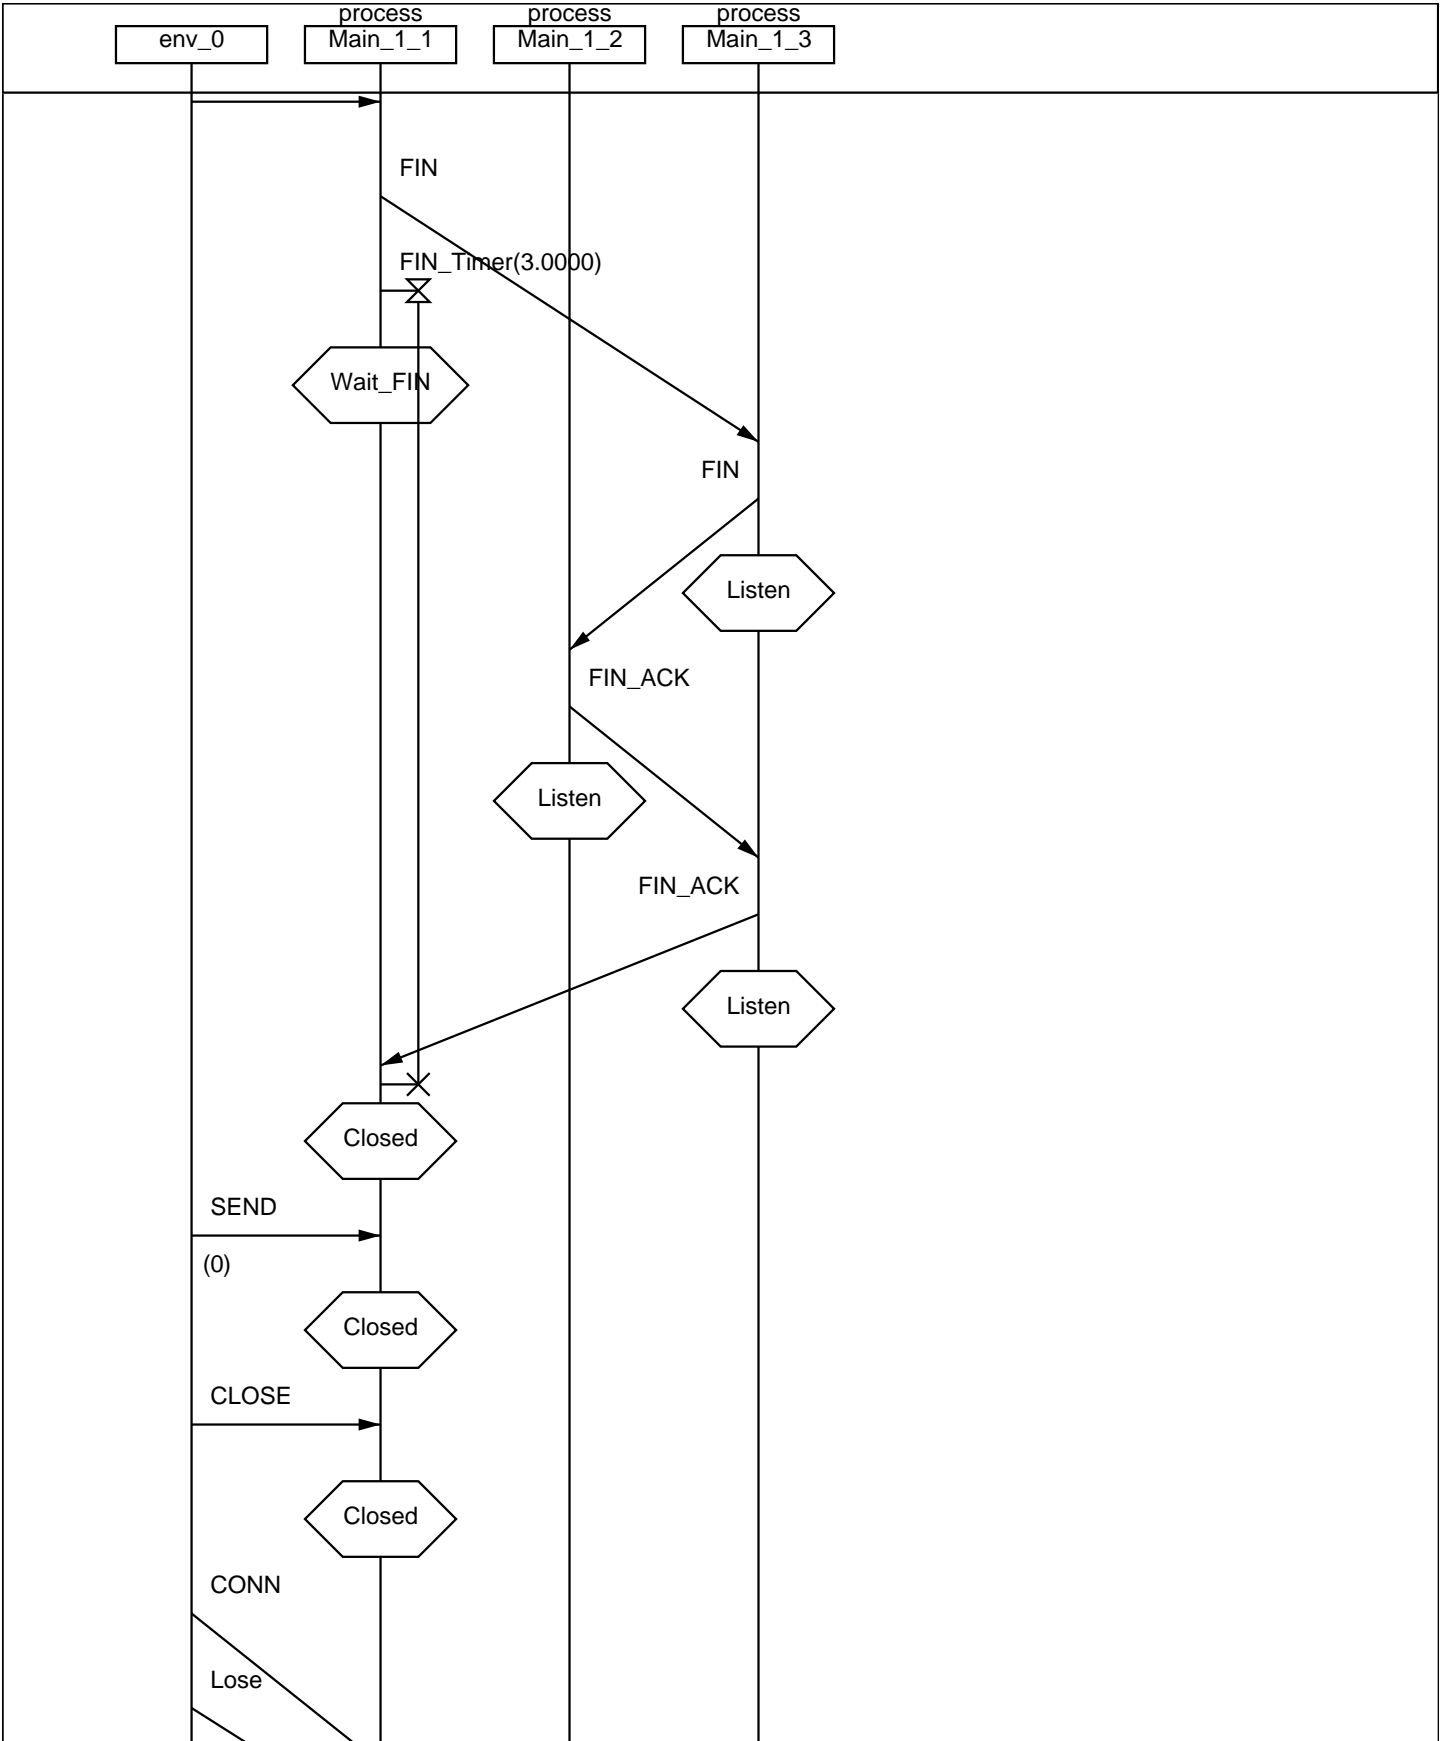 process process process
env_0 Main_1_1 Main_1_2 Main_1_3
FIN
FIN_Timer(3.0000)
Wait_FIN
FIN
Listen
FIN_ACK
Listen
FIN_ACK
Listen
Closed
SEND
(0)
Closed
CLOSE
Closed
CONN
Lose